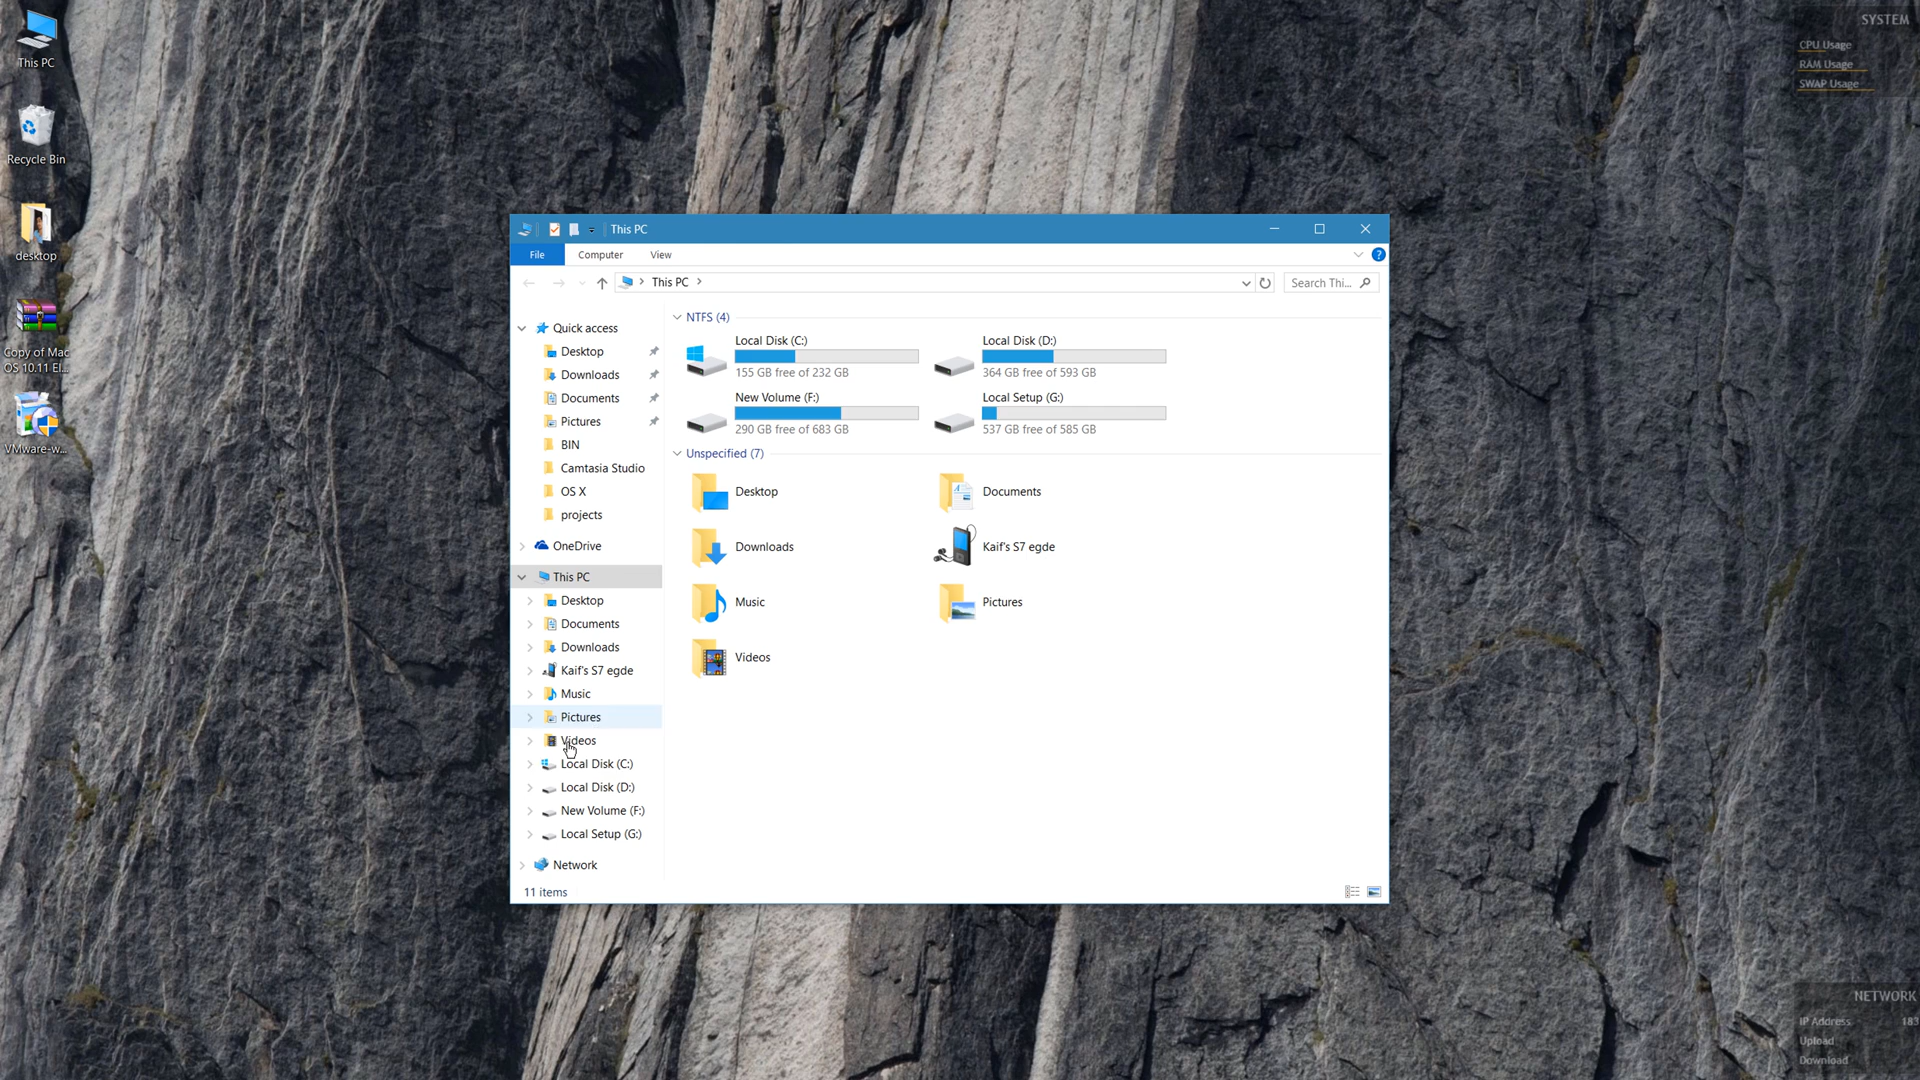 This PC
Recycle Bin
desktop
Copy of Mac
OS 10.11 El...
VMware-w...
SYSTEM
CPU Usage
RAM Usage
SWAP Usage
This PC
File Computer View
This PC
Search Thi...
Quick access
Desktop
Downloads
Documents
Pictures
BIN
Camtasia Studio
OS X
projects
OneDrive
This PC
Desktop
Documents
Downloads
Kaif's S7 egde
Music
Pictures
Videos
Local Disk (C:)
Local Disk (D:)
New Volume (F:)
Local Setup (G:)
Network
NTFS (4)
Local Disk (C:)
155 GB free of 232 GB
Local Disk (D:)
364 GB free of 593 GB
New Volume (F:)
290 GB free of 683 GB
Local Setup (G:)
537 GB free of 585 GB
Unspecified (7)
Desktop
Documents
Downloads
Kaif's S7 egde
Music
Pictures
Videos
11 items
NETWORK
IP Address 183
Upload
Download